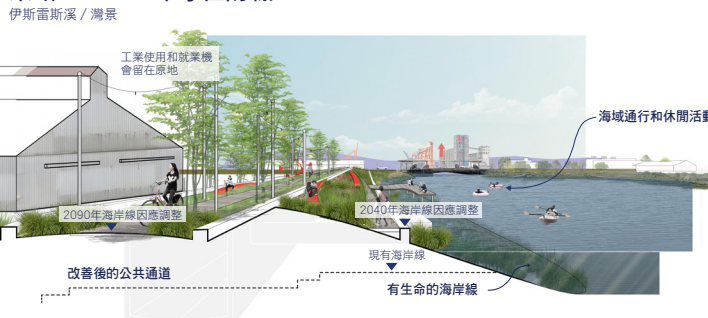 伊斯雷斯溪 / 灣景
工業使用和就業機
會留在原地
海域通行和休閒活動
2090年海岸線因應調整
2040年海岸線因應調整
現有海岸線
改善後的公共通道
有生命的海岸線